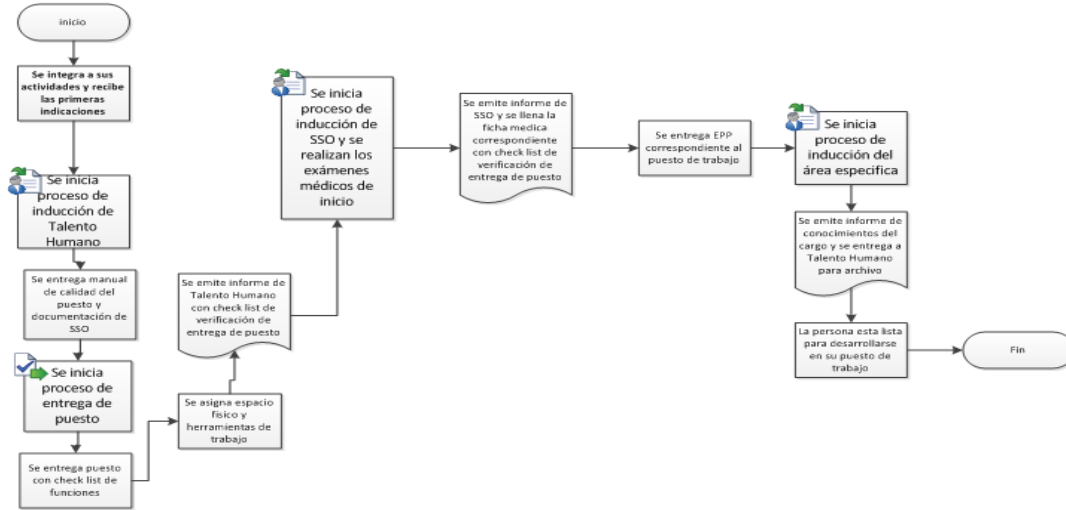 inicio
Se integra a sus
actividades y recibe
las primeras
indicaciones
Se inicia
proceso de
inducción de
Talento
Humano
Se entrega manual
de calidad del
puesto y
documentación de
SSO
Se inicia
proceso de
entrega de
puesto
Se entrega puesto
con check list de
funciones
Se asigna espacio
físico y
herramientas de
trabajo
Se emite informe de
Talento Humano
con check list de
verificación de
entrega de puesto
Se inicia
proceso de
inducción de
SSO y se
realizan los
exámenes
médicos de
inicio
Se emite informe de
SSO y se llena la
ficha medica
correspondiente
con check list de
verificación de
entrega de puesto
Se entrega EPP
correspondiente al
puesto de trabajo
Se inicia
proceso de
inducción del
área especifica
Se emite informe de
conocimientos del
cargo y se entrega a
Talento Humano
para archivo
La persona esta lista
para desarrollarse
en su puesto de
trabajo
Fin